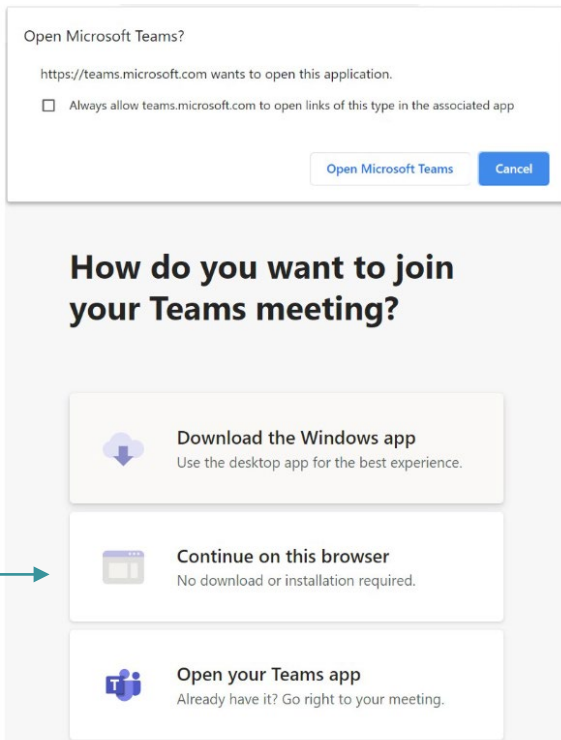 Open Microsoft Teams?
https://teams.microsoft.com wants to open this application.
Always allow teams.microsoft.com to open links of this type in the associated app
Open Microsoft Teams Cancel
How do you want to join
your Teams meeting?
Download the Windows app
Use the desktop app for the best experience.
Continue on this browser
No download or installation required.
T
Open your Teams app
Already have it? Go right to your meeting.